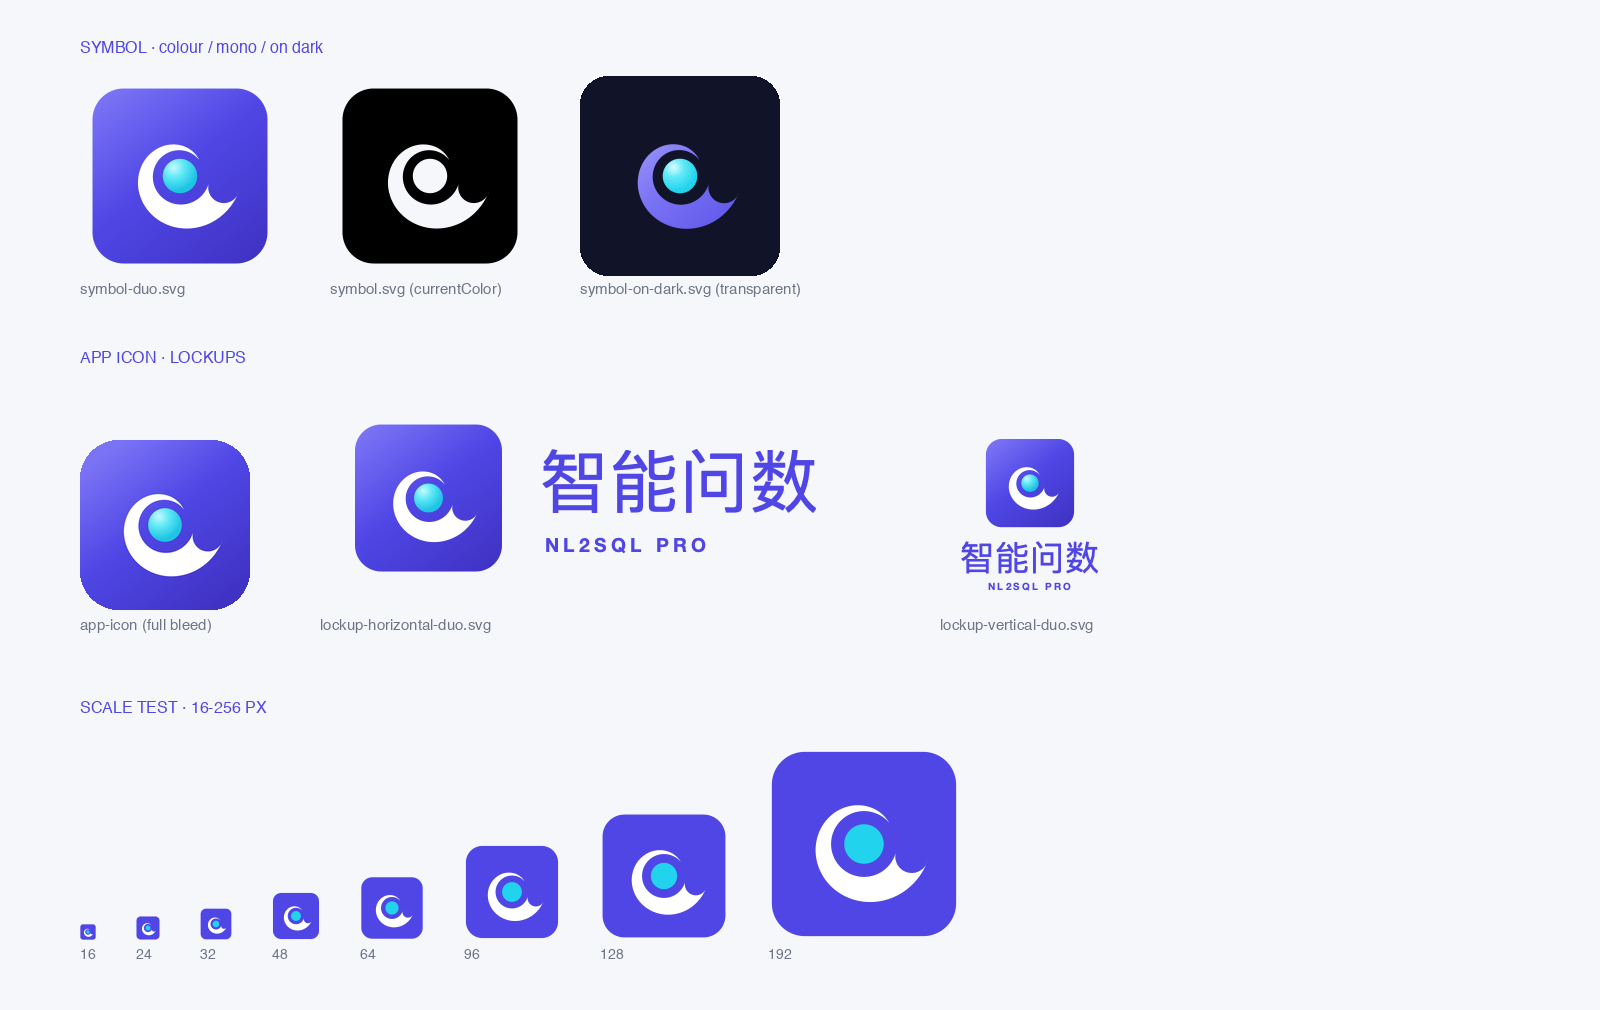 SYMBOL · colour / mono / on dark
symbol-duo.svg
symbol.svg (currentColor)
symbol-on-dark.svg (transparent)
APP ICON · LOCKUPS
智能问数
NL2SQL PRO
智能问数
NL2SQL PRO
app-icon (full bleed)
lockup-horizontal-duo.svg
lockup-vertical-duo.svg
SCALE TEST · 16-256 PX
16
24
32
48
64
96
128
192